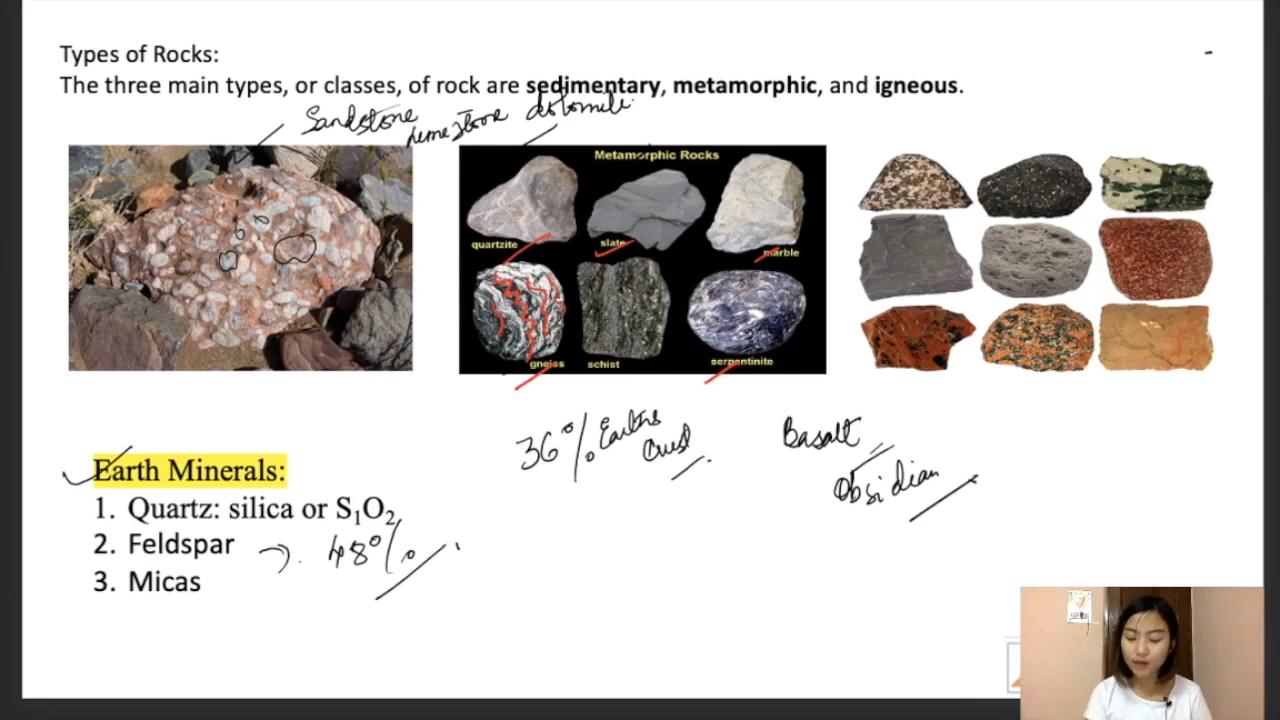 Types of Rocks:
The three main types, or classes, of rock are sedimentary, metamorphic, and igneous.
Sandstone
limestone
dolomite
Metamorphic Rocks
quartzite
slate
marble
gneiss
schist
serpentinite
36% Earths
Crust
Basalt
Obsidian
Earth Minerals:
1. Quartz: silica or S₁O₂
2. Feldspar → 48%
3. Micas